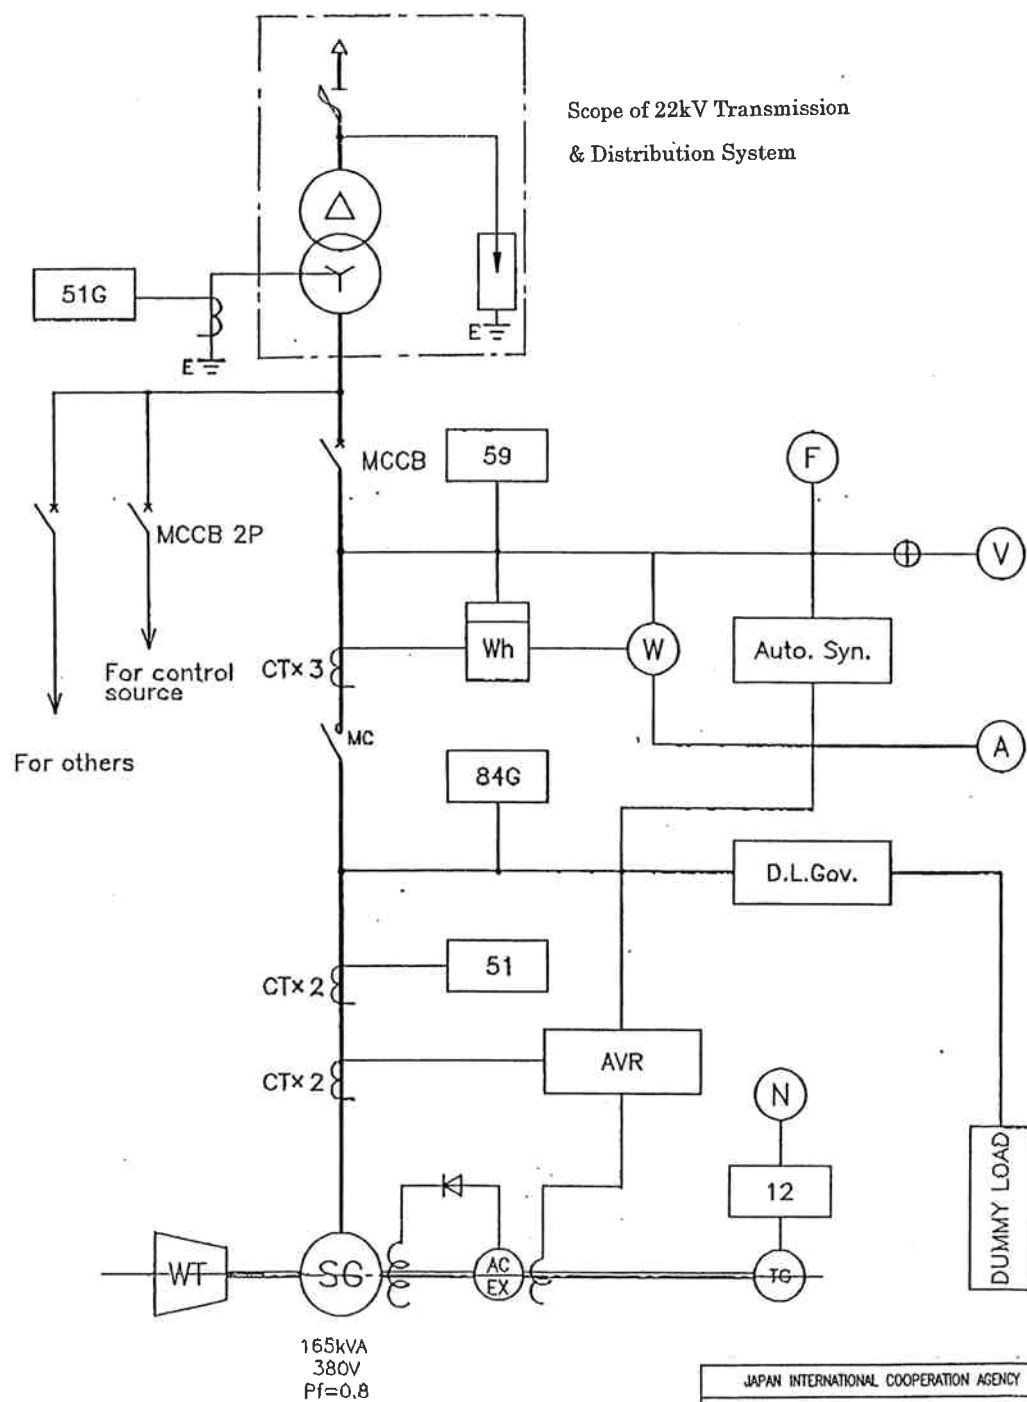 Scope of 22kV Transmission
& Distribution System
51G
E
E
MCCB
59
F
MCCB 2P
V
For control
source
CT×3
Wh
W
Auto. Syn.
For others
MC
84G
A
D.L.Gov.
51
CT×2
AVR
CT×2
N
12
DUMMY LOAD
WT
SG
AC
EX
TG
165kVA
380V
Pf=0.8
JAPAN INTERNATIONAL COOPERATION AGENCY